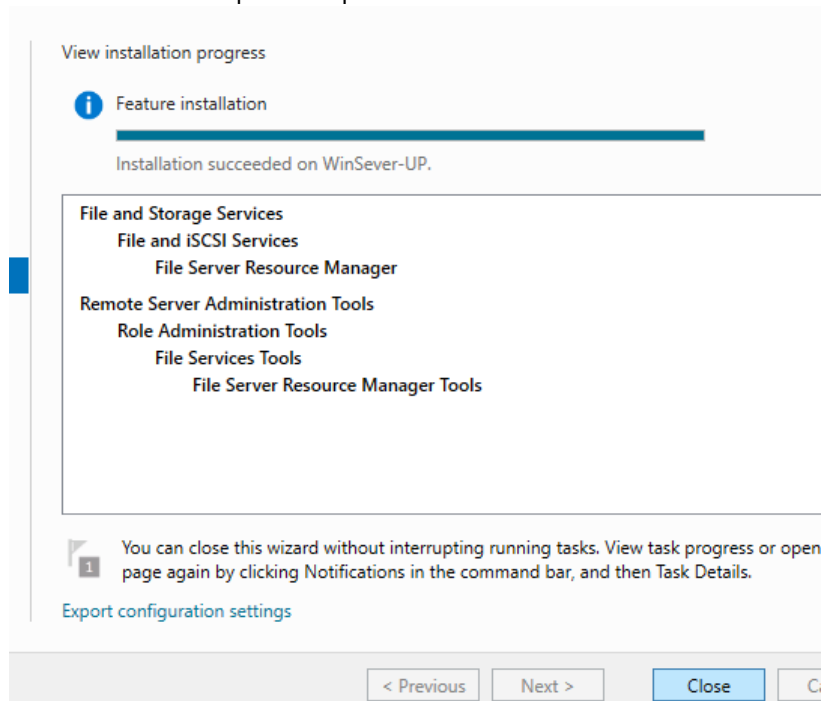 View installation progress
Feature installation
Installation succeeded on WinSever-UP.
File and Storage Services
File and iSCSI Services
File Server Resource Manager
Remote Server Administration Tools
Role Administration Tools
File Services Tools
File Server Resource Manager Tools
1
You can close this wizard without interrupting running tasks. View task progress or open
page again by clicking Notifications in the command bar, and then Task Details.
Export configuration settings
< Previous
Next >
Close